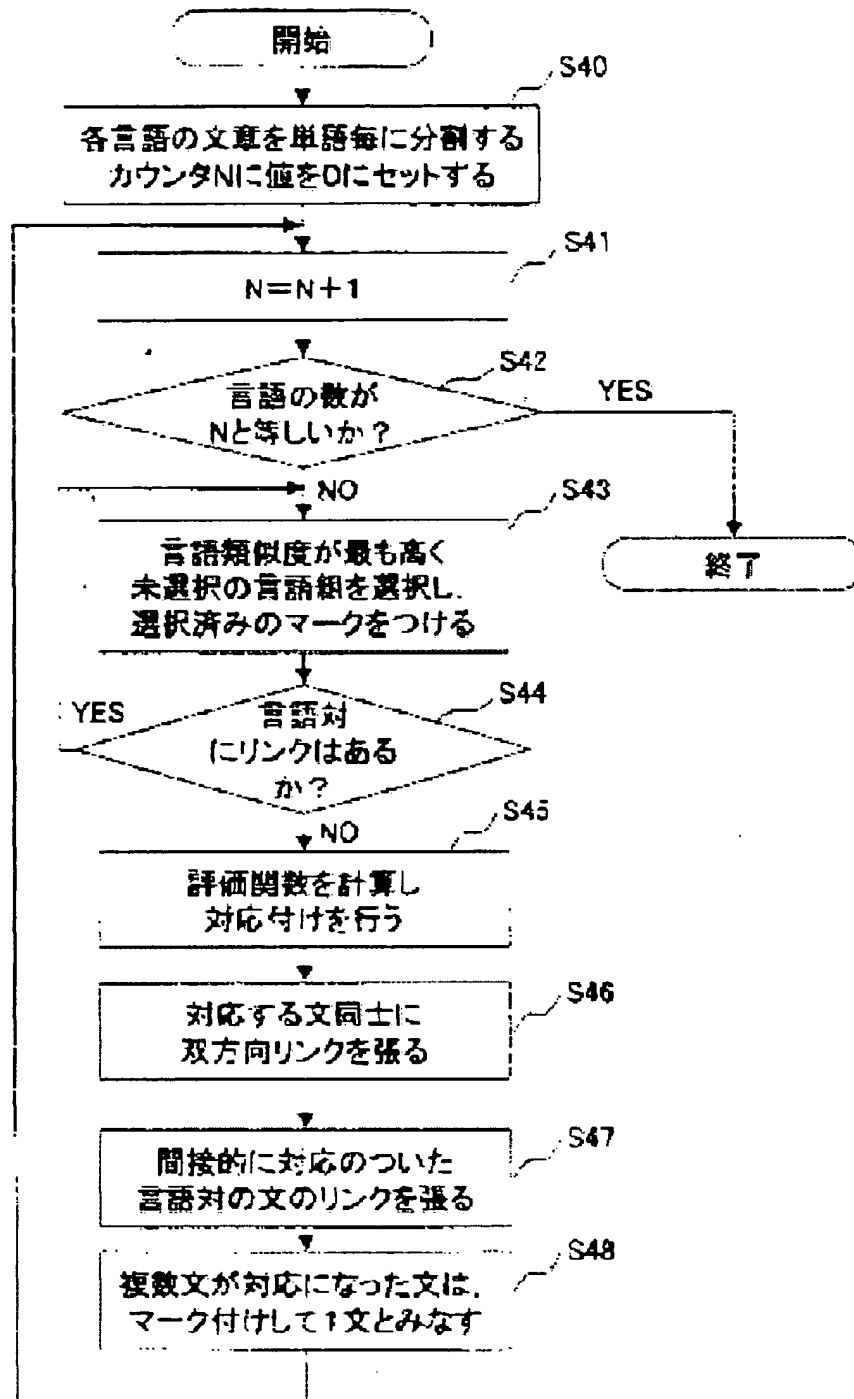 開始
S40
各言語の文章を単語毎に分割する
カウンタNに値を0にセットする
S41
N=N+1
S42
言語の数が
Nと等しいか?
YES
NO
S43
言語類似度が最も高く
未選択の言語組を選択し、
選択済みのマークをつける
終了
S44
YES
言語対
にリンクはある
か?
NO
S45
評価関数を計算し
対応付けを行う
S46
対応する文同士に
双方向リンクを張る
S47
間接的に対応のついた
言語対の文のリンクを張る
S48
複数文が対応になった文は、
マーク付けして1文とみなす